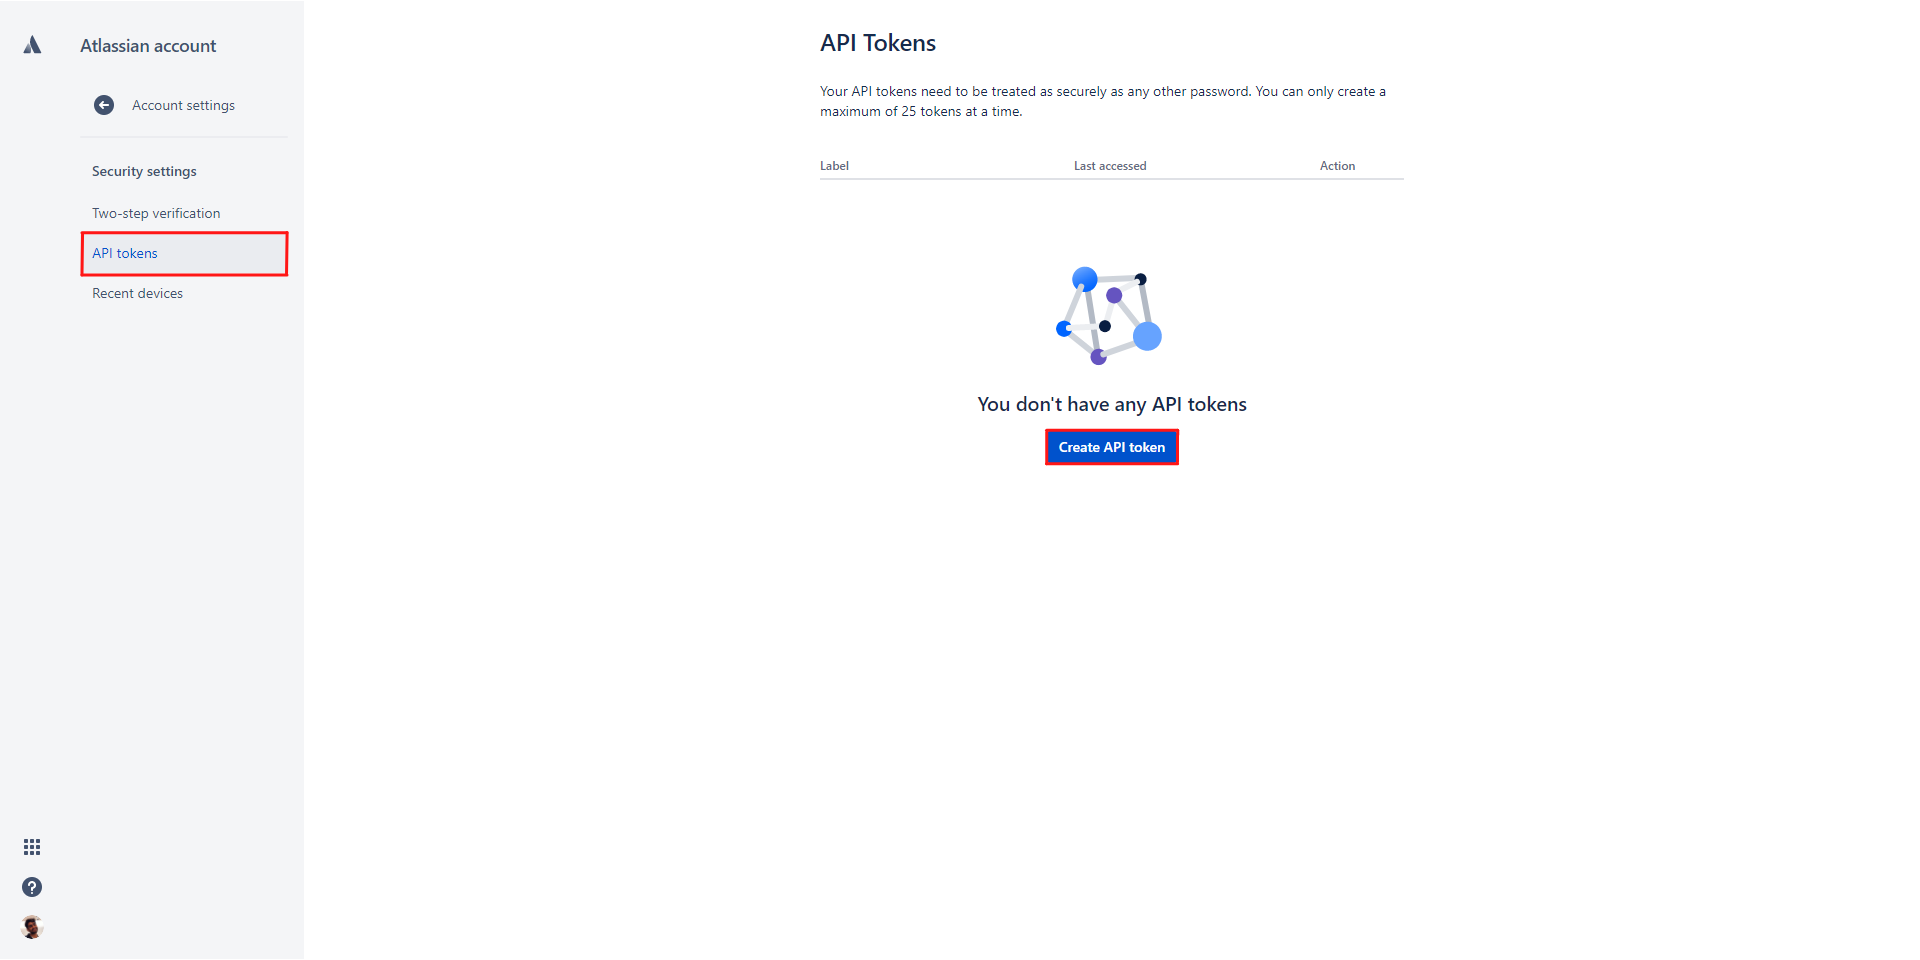 Atlassian account
Account settings
Security settings
Two-step verification
API tokens
Recent devices
API Tokens
Your API tokens need to be treated as securely as any other password. You can only create a
maximum of 25 tokens at a time.
Label Last accessed Action
You don't have any API tokens
Create API token